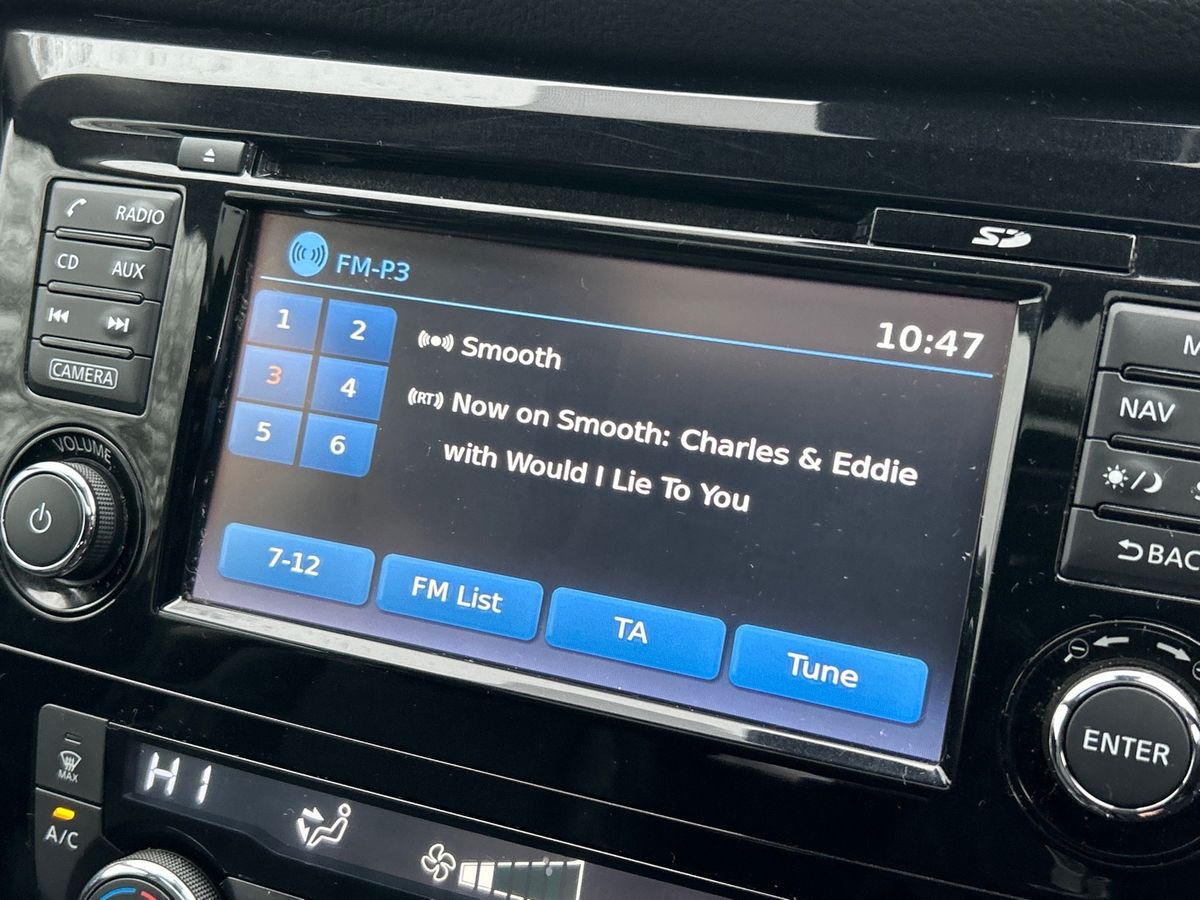 RADIO
CD AUX
CAMERA
VOLUME
SD
FM-P3
10:47
1 2
3 4
5 6
Smooth
(RT) Now on Smooth: Charles & Eddie
with Would I Lie To You
7-12 FM List TA Tune
M
NAV
BAC
ENTER
MAX
A/C
HI